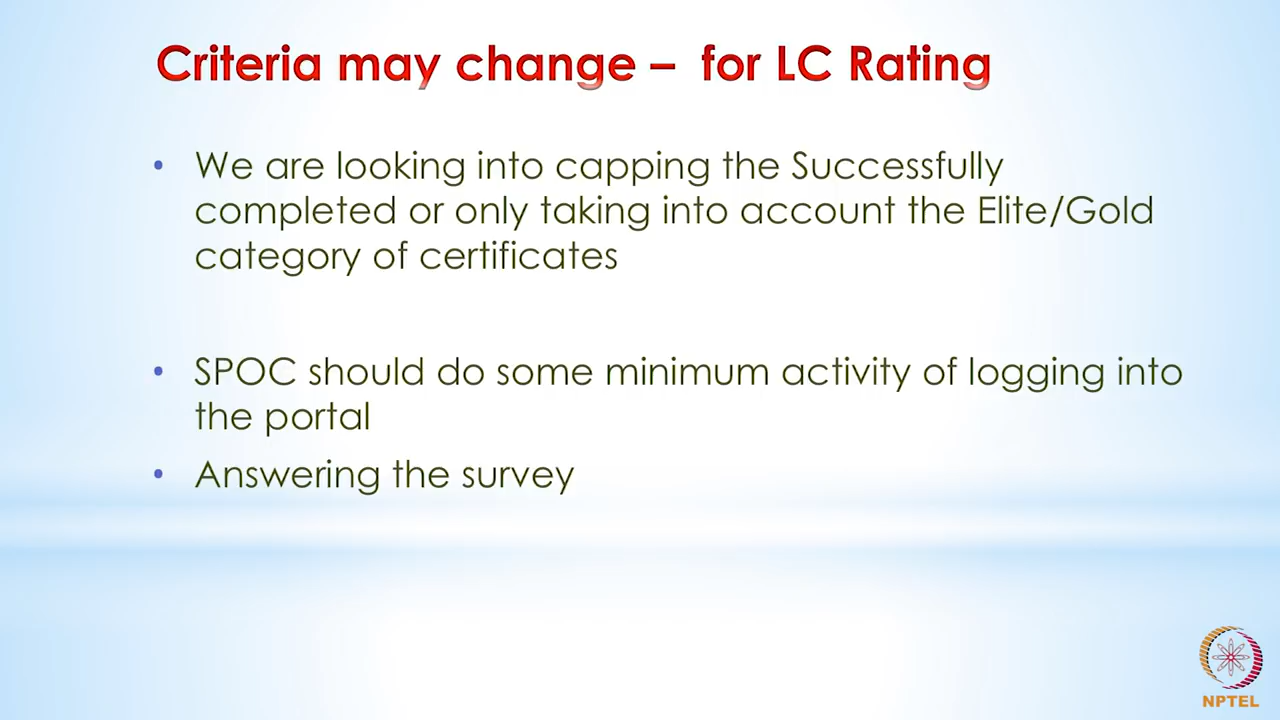 Criteria may change – for LC Rating
• We are looking into capping the Successfully
completed or only taking into account the Elite/Gold
category of certificates
• SPOC should do some minimum activity of logging into
the portal
• Answering the survey
NPTEL